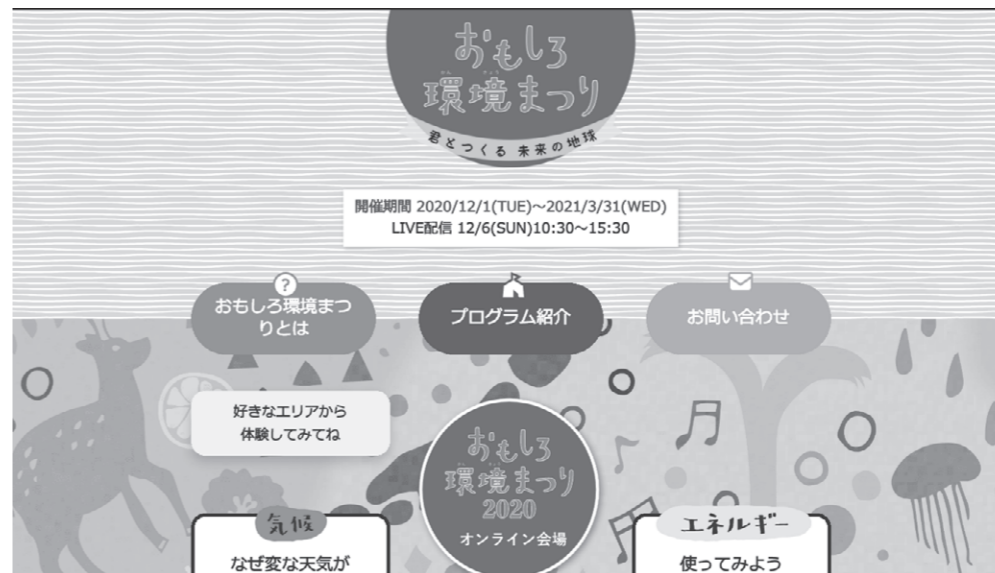 おもしろ
環境まつり
君とつくる 未来の地球
開催期間 2020/12/1(TUE)～2021/3/31(WED)
LIVE配信 12/6(SUN)10:30～15:30
?
おもしろ環境まつ
りとは
プログラム紹介
お問い合わせ
好きなエリアから
体験してみてね
おもしろ
環境まつり
2020
オンライン会場
気候
なぜ変な天気が
エネルギー
使ってみよう